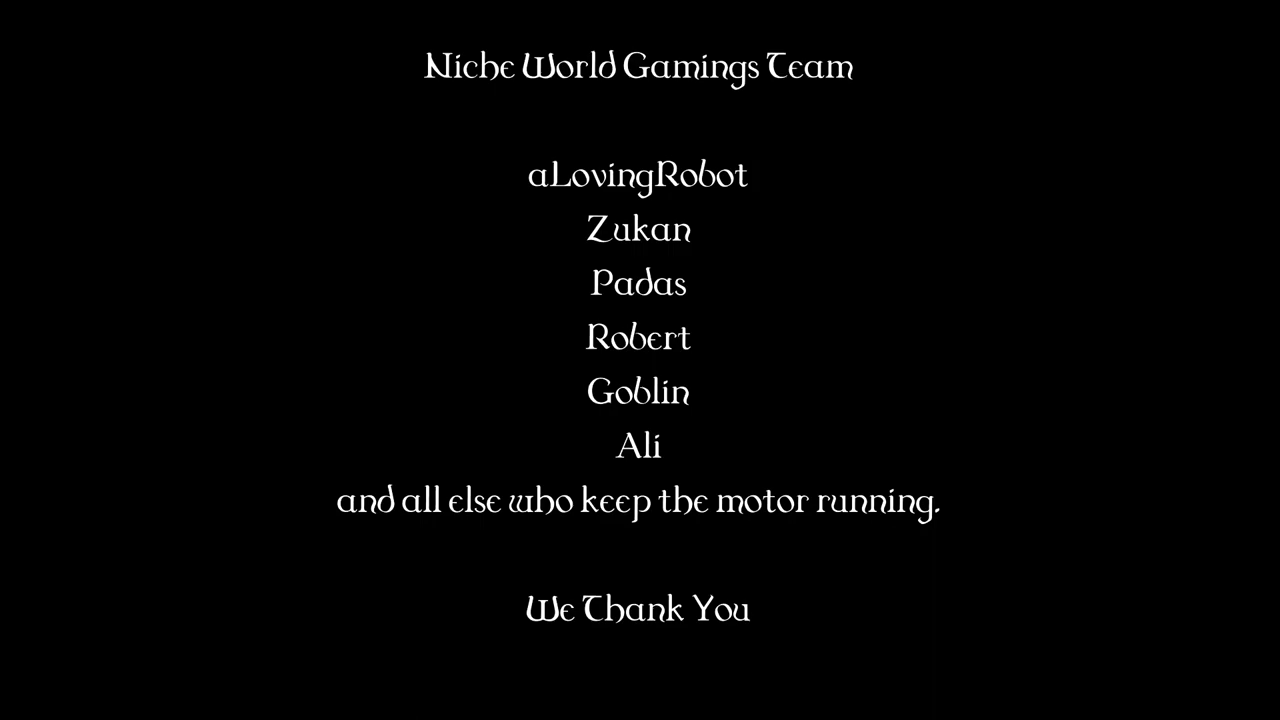 Niche World Gamings Team
aLovingRobot
Zukan
Padas
Robert
Goblin
Ali
and all else who keep the motor running.
We Thank You